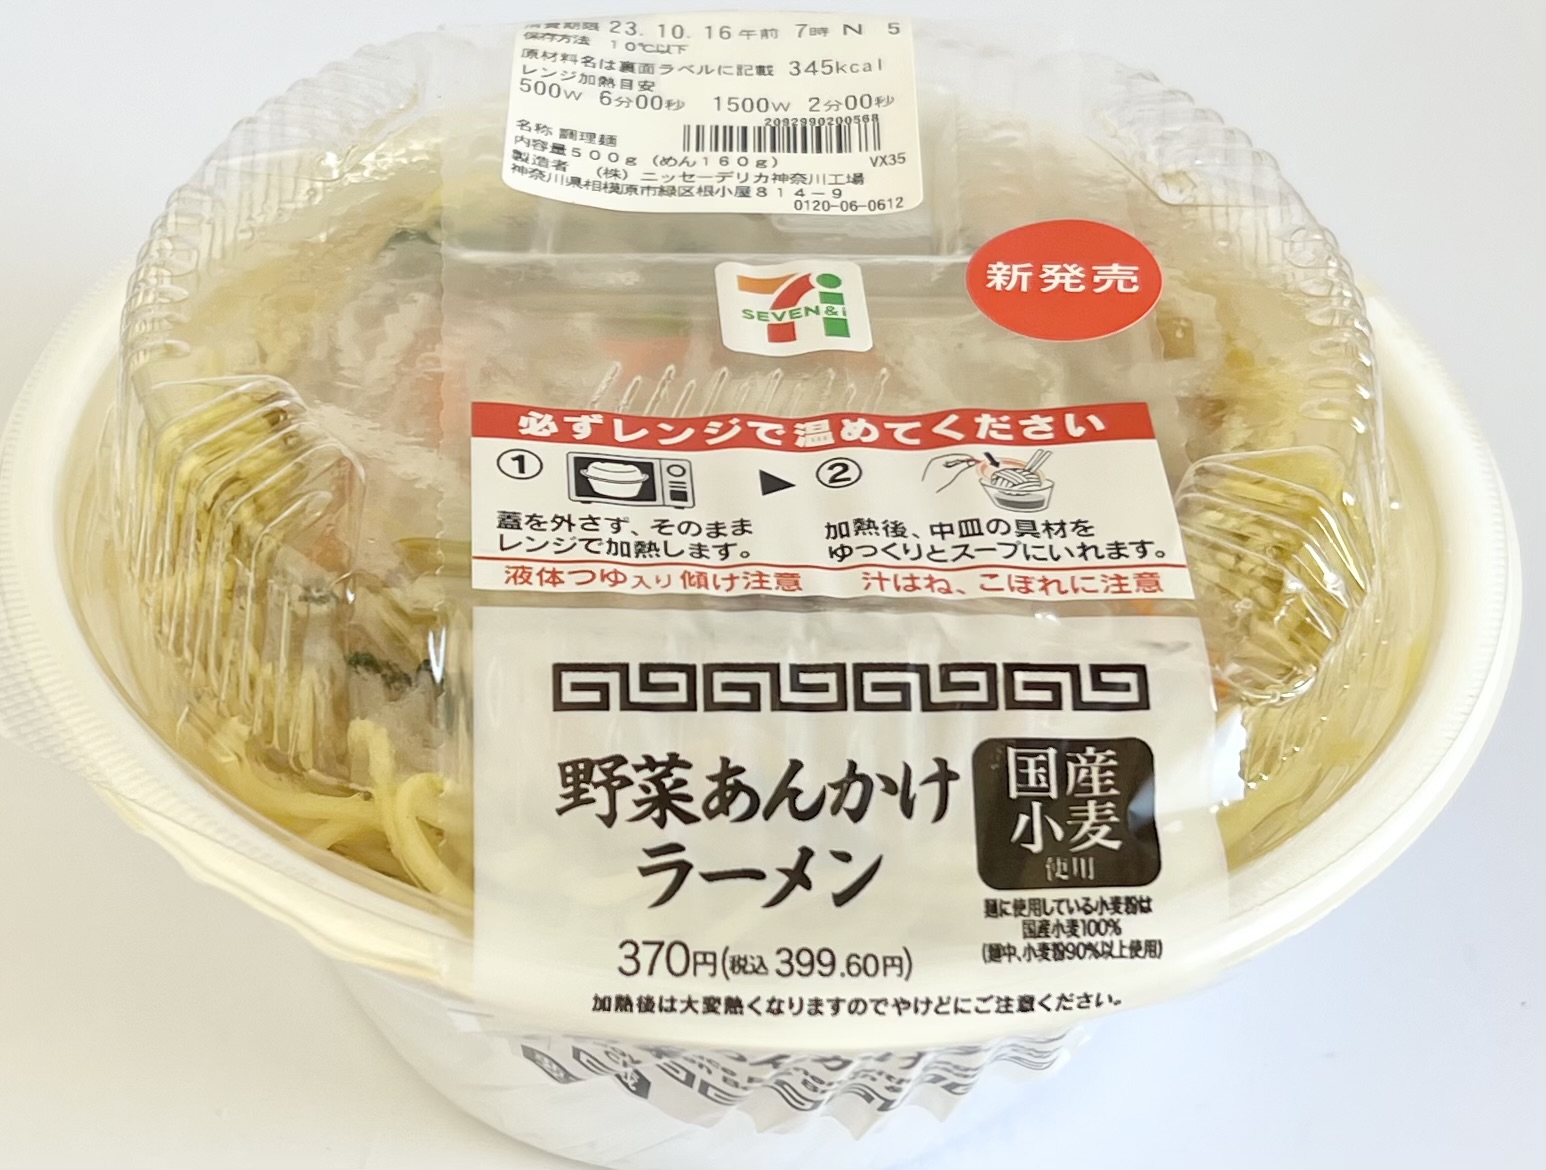 消費期限 23.10.16午前 7時 N 5
保存方法 10℃以下
原材料名は裏面ラベルに記載 345kcal
レンジ加熱目安
500W 6分00秒 1500W 2分00秒
2092990200568
名称 調理麺
内容量500g(めん160g) VX35
製造者 (株)ニッセーデリカ神奈川工場
神奈川県相模原市緑区根小屋814-9
0120-06-0612
新発売
SEVEN&i
必ずレンジで温めてください
① ▶ ②
蓋を外さず、そのまま
レンジで加熱します。
加熱後、中皿の具材を
ゆっくりとスープにいれます。
液体つゆ入り傾け注意 汁はね、こぼれに注意
野菜あんかけ
ラーメン
国産
小麦
使用
麺に使用している小麦粉は
国産小麦100%
(麺中、小麦粉90%以上使用)
370円(税込399.60円)
加熱後は大変熱くなりますのでやけどにご注意ください。